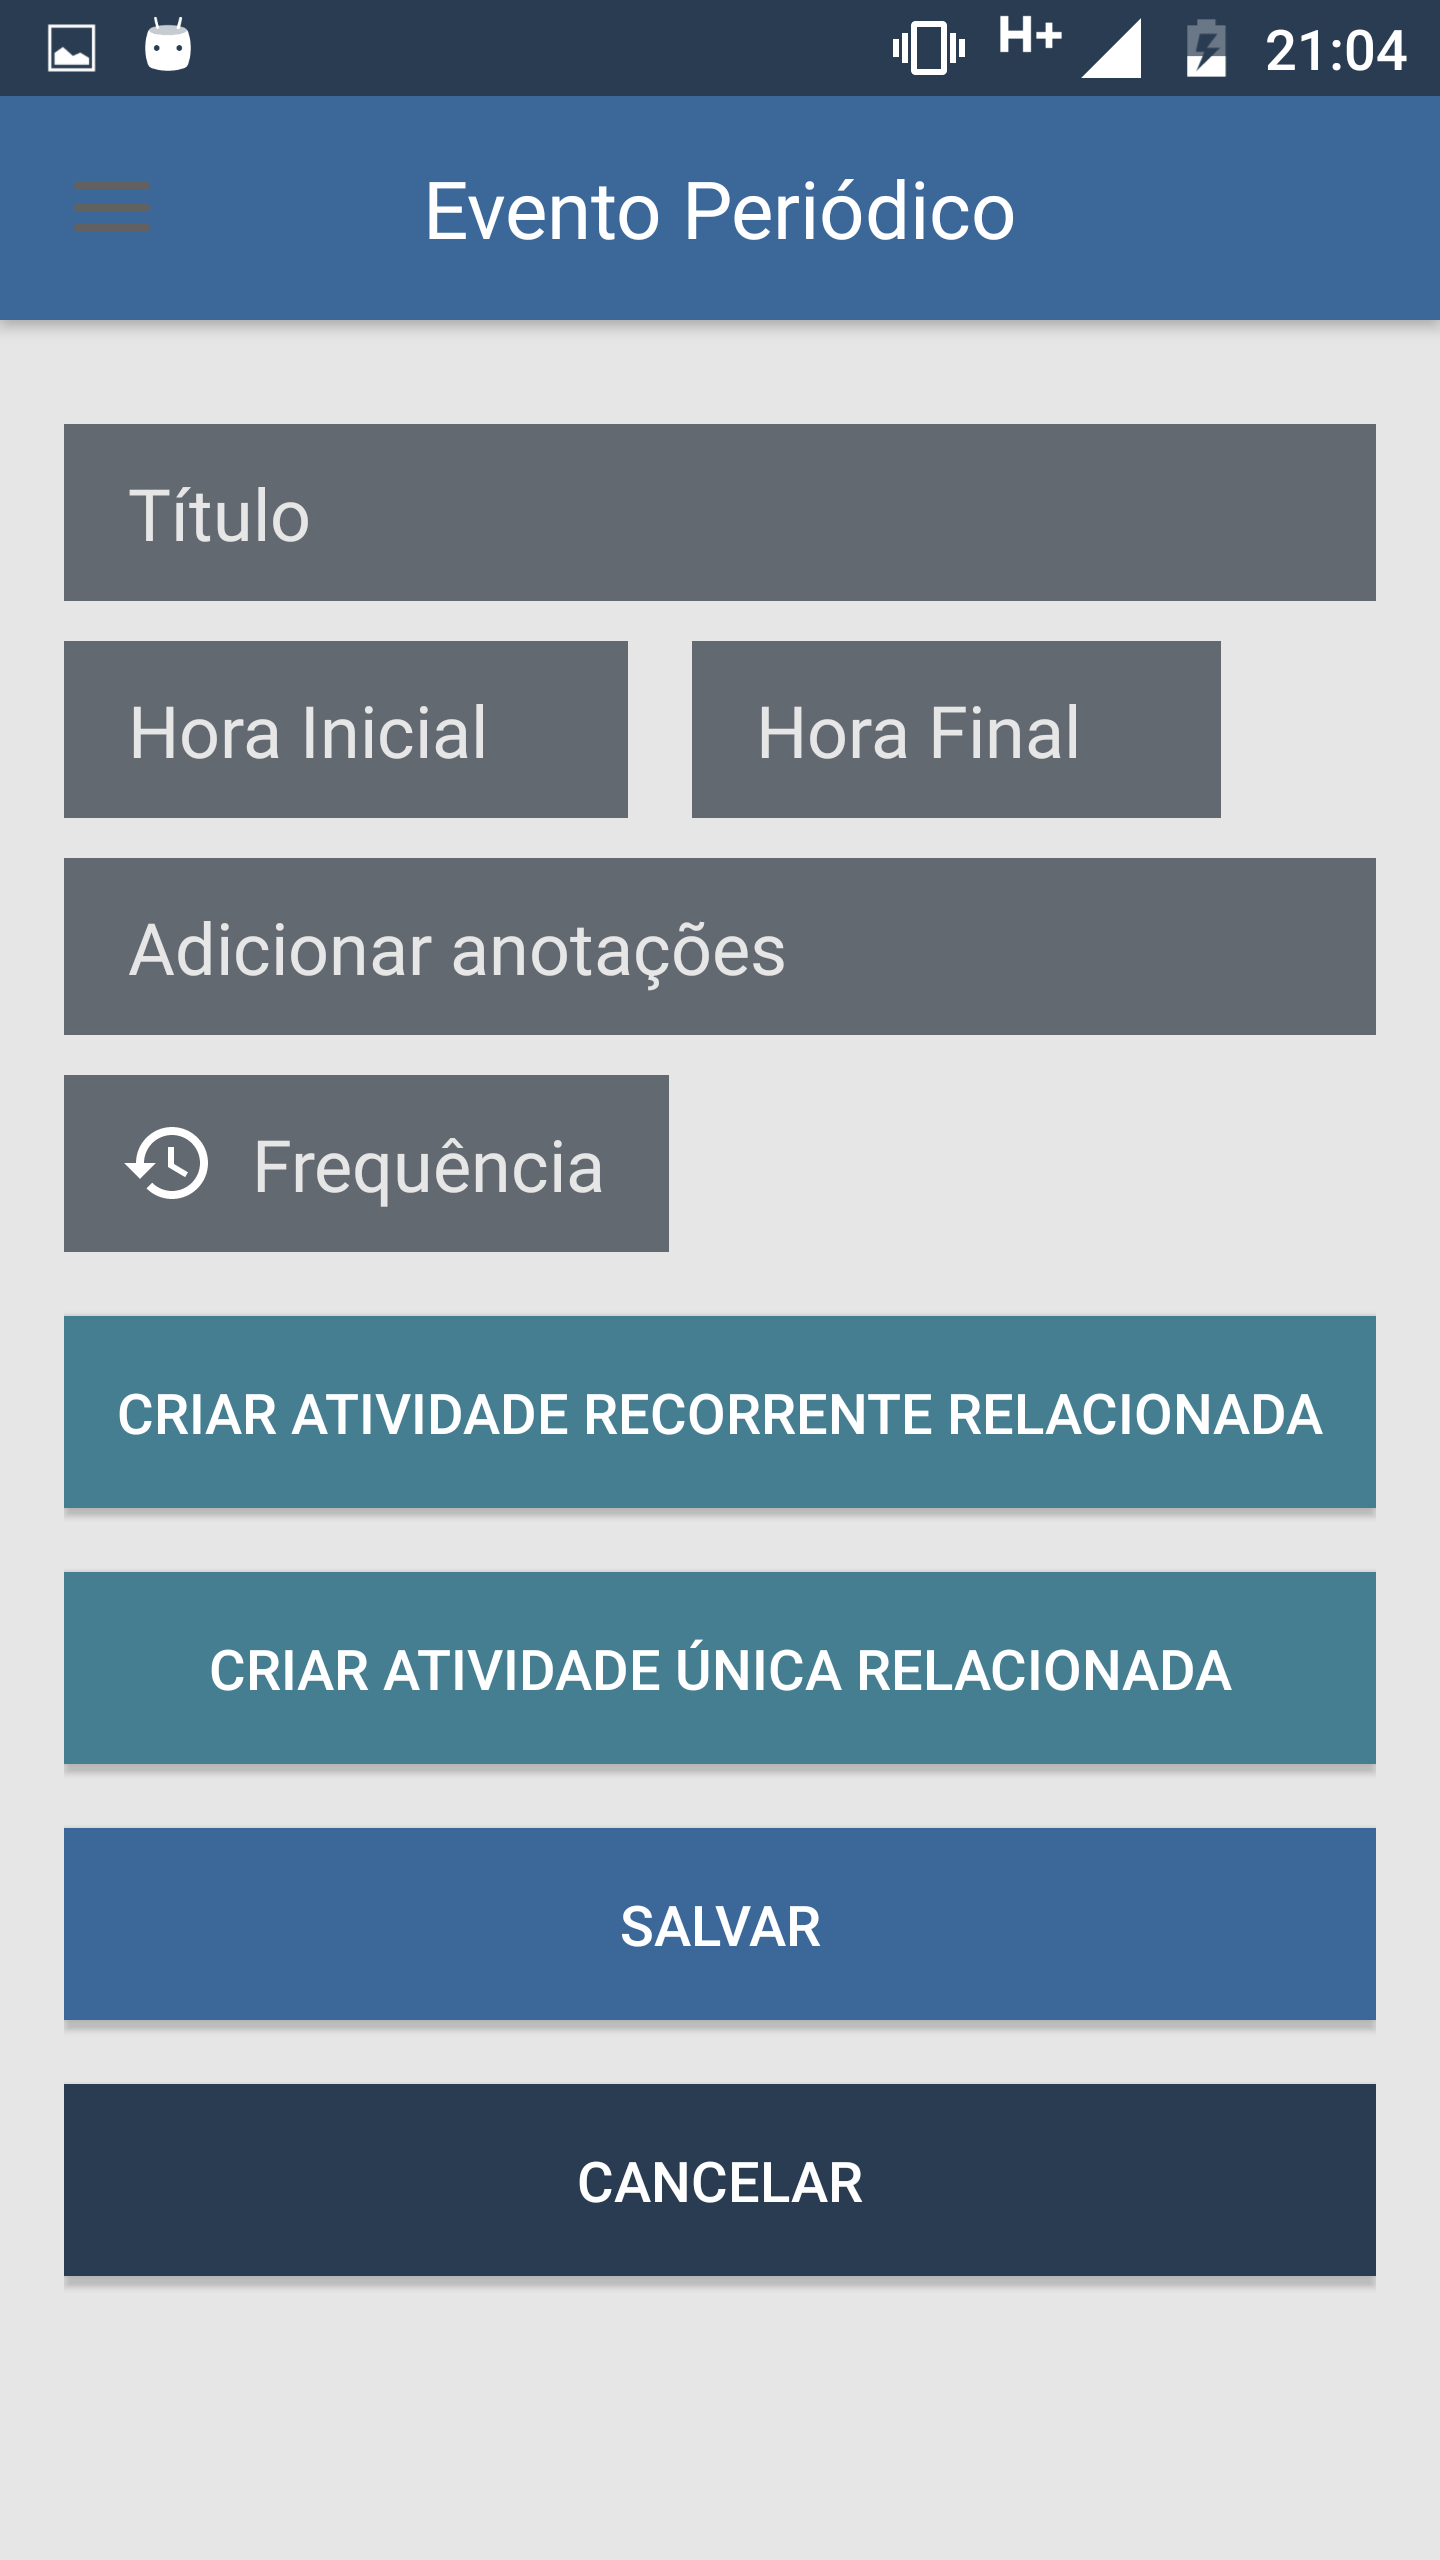 H+ 21:04
Evento Periódico
Título
Hora Inicial Hora Final
Adicionar anotações
Frequência
CRIAR ATIVIDADE RECORRENTE RELACIONADA
CRIAR ATIVIDADE ÚNICA RELACIONADA
SALVAR
CANCELAR